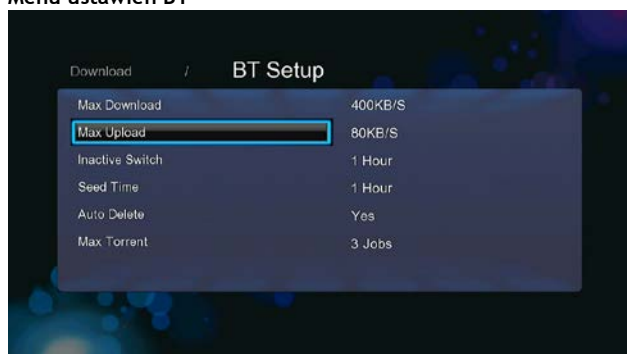 Menu ustawień BT
Download / BT Setup
Max Download 400KB/S
Max Upload 80KB/S
Inactive Switch 1 Hour
Seed Time 1 Hour
Auto Delete Yes
Max Torrent 3 Jobs